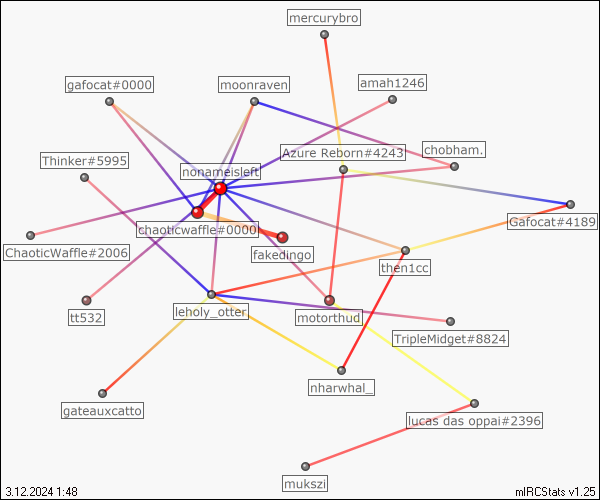 mercurybro
gafocat#0000
moonraven
amah1246
Azure Reborn#4243
chobham.
Thinker#5995
nonameisleft
Gafocat#4189
chaoticwaffle#0000
ChaoticWaffle#2006
fakedingo
then1cc
tt532
leholy_otter
motorthud
TripleMidget#8824
nharwhal_
gateauxcatto
lucas das oppai#2396
mukszi
3.12.2024 1:48
mIRCStats v1.25